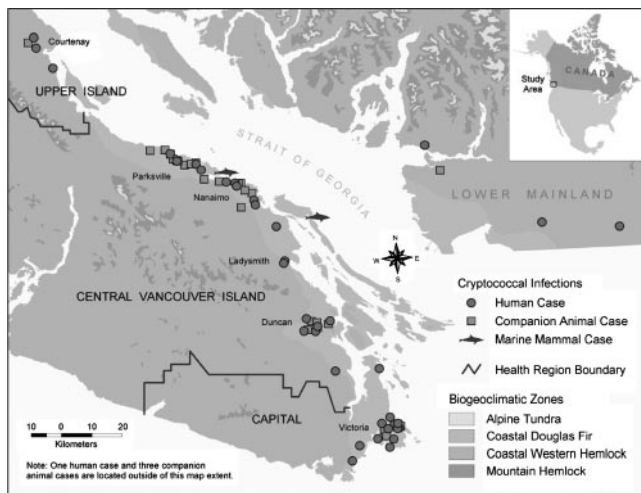 Courtenay
UPPER ISLAND
CANADA
Study
Area
STRAIT OF GEORGIA
Parksville
Nanaimo
LOWER MAINLAND
Ladysmith
N
W E
S
CENTRAL VANCOUVER ISLAND
Duncan
CAPITAL
Victoria
10 0 10 20
Kilometers
Note: One human case and three companion
animal cases are located outside of this map extent.
Cryptococcal Infections
Human Case
Companion Animal Case
Marine Mammal Case
Health Region Boundary
Biogeoclimatic Zones
Alpine Tundra
Coastal Douglas Fir
Coastal Western Hemlock
Mountain Hemlock